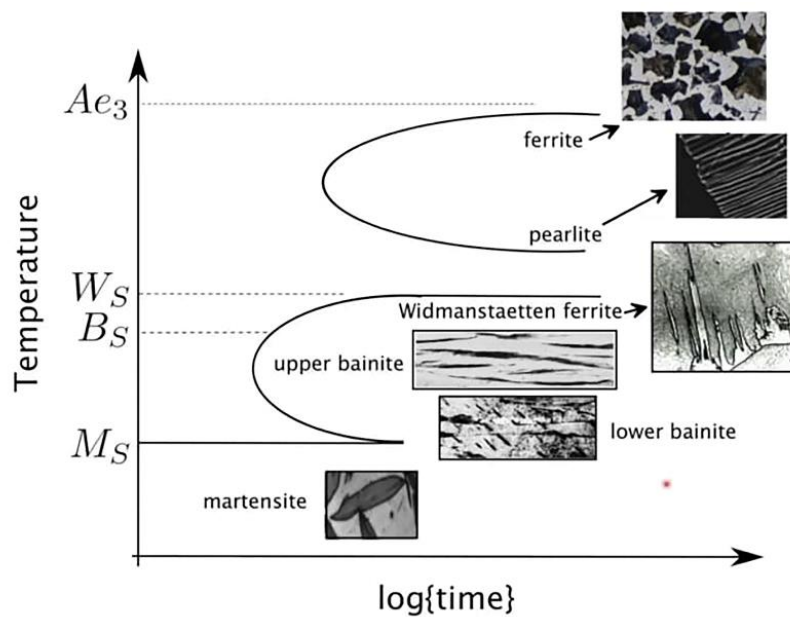 Temperature
Ae3
ferrite
pearlite
WS
Widmanstaetten ferrite
BS
upper bainite
lower bainite
MS
martensite
log{time}